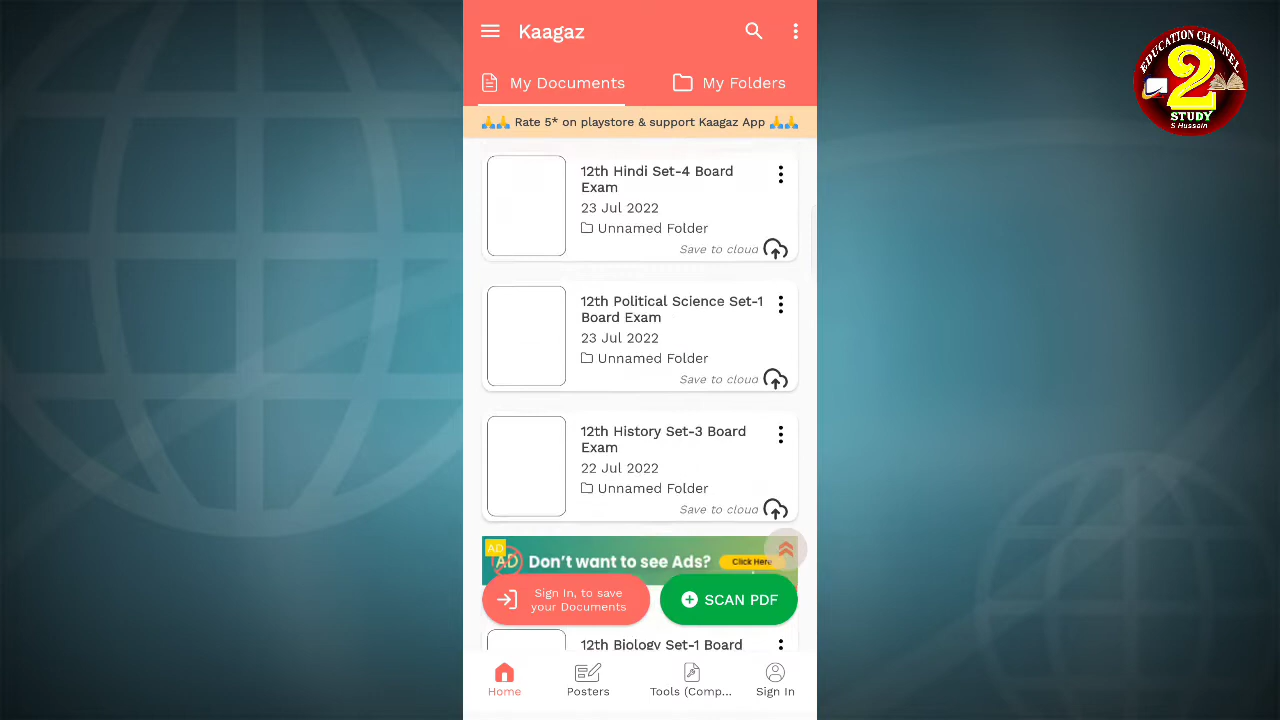 Kaagaz
My Documents
My Folders
🙏🙏 Rate 5* on playstore & support Kaagaz App 🙏🙏
12th Hindi Set-4 Board
Exam
23 Jul 2022
Unnamed Folder
Save to cloud
12th Political Science Set-1
Board Exam
23 Jul 2022
Unnamed Folder
Save to cloud
12th History Set-3 Board
Exam
22 Jul 2022
Unnamed Folder
Save to cloud
AD
AD Don't want to see Ads? Click Here
Sign In, to save
your Documents
SCAN PDF
12th Biology Set-1 Board
Home
Posters
Tools (Comp...
Sign In
EDUCATION CHANNEL
2
STUDY
S Hussain